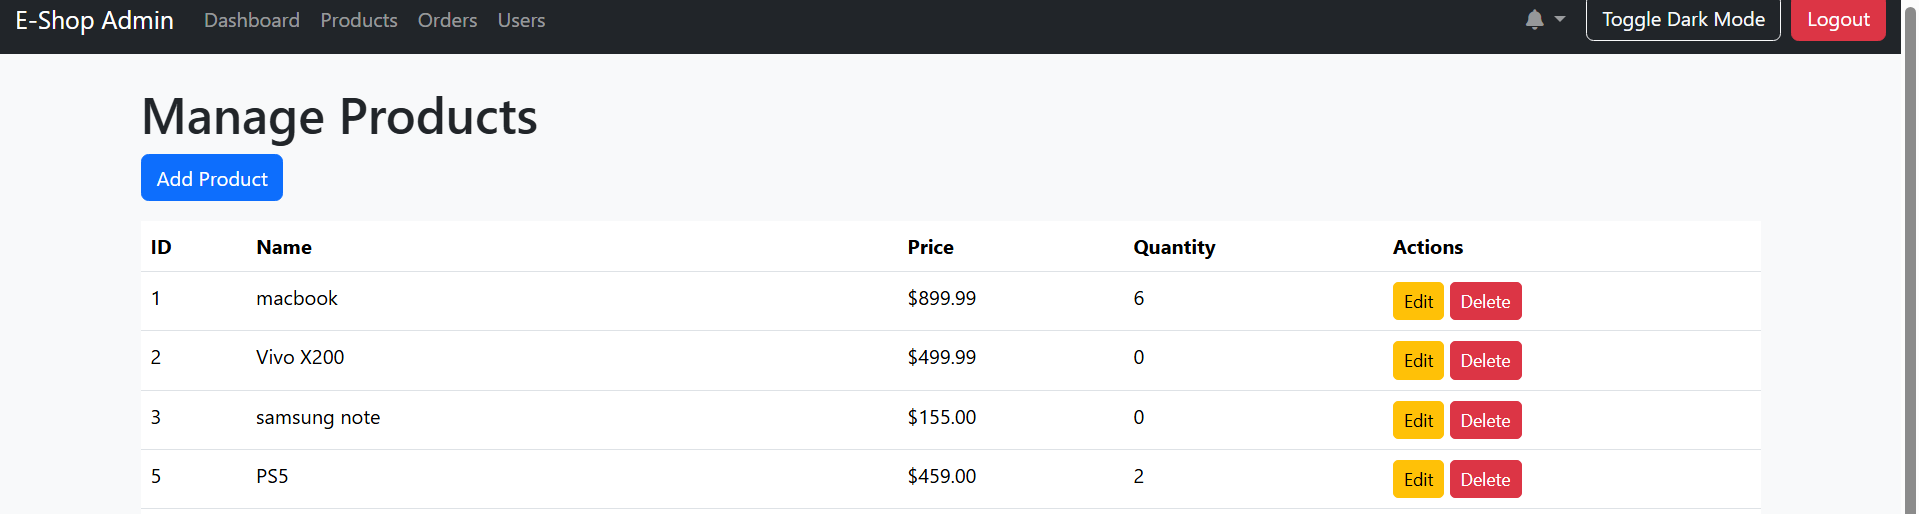 E-Shop Admin Dashboard Products Orders Users Toggle Dark Mode Logout
Manage Products
Add Product
ID Name Price Quantity Actions
1 macbook $899.99 6 Edit Delete
2 Vivo X200 $499.99 0 Edit Delete
3 samsung note $155.00 0 Edit Delete
5 PS5 $459.00 2 Edit Delete